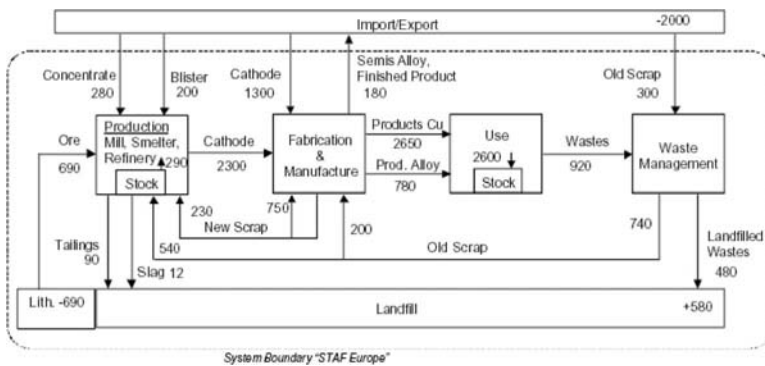 Import/Export -2000
Concentrate
280
Blister
200
Cathode
1300
Semis Alloy,
Finished Product
180
Old Scrap
300
Ore
690
Production
Mill, Smelter,
Refinery
290
Stock
Cathode
2300
Fabrication
&
Manufacture
Products Cu
2650
Prod. Alloy
780
Use
2600
Stock
Wastes
920
Waste
Management
230
New Scrap
750
540
200
Old Scrap
740
Tailings
90
Slag 12
Landfilled
Wastes
480
Lith. -690
Landfill
+580
System Boundary "STAF Europe"